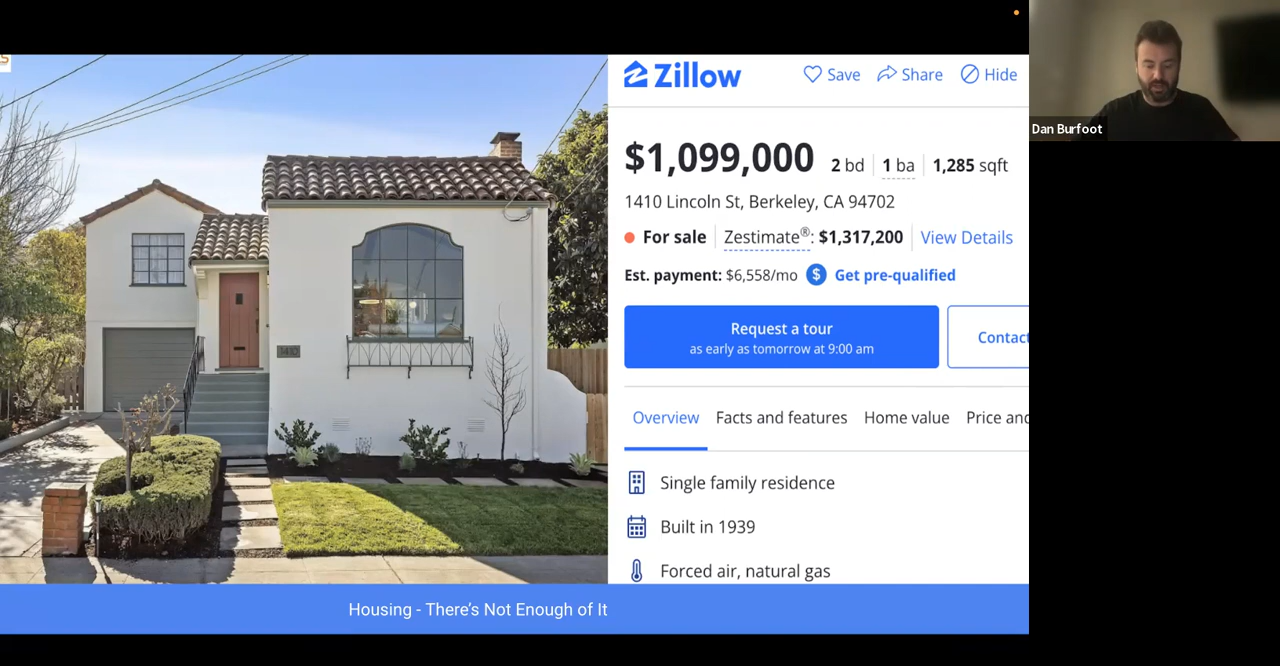 Zillow
Save Share Hide
$1,099,000 2 bd 1 ba 1,285 sqft
1410 Lincoln St, Berkeley, CA 94702
For sale Zestimate®: $1,317,200 View Details
Est. payment: $6,558/mo $ Get pre-qualified
Request a tour
as early as tomorrow at 9:00 am
Contact
Overview Facts and features Home value Price and
Single family residence
Built in 1939
Forced air, natural gas
1410
Housing - There’s Not Enough of It
Dan Burfoot